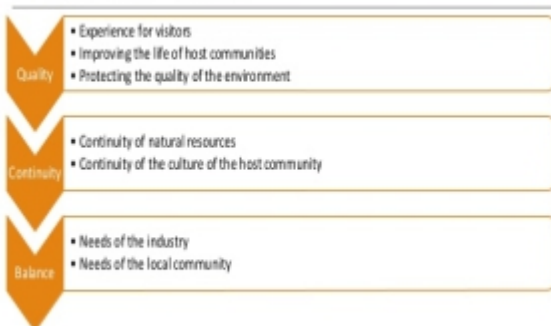 Quality
• Experience for visitors
• Improving the life of host communities
• Protecting the quality of the environment
Continuity
• Continuity of natural resources
• Continuity of the culture of the host community
Balance
• Needs of the industry
• Needs of the local community